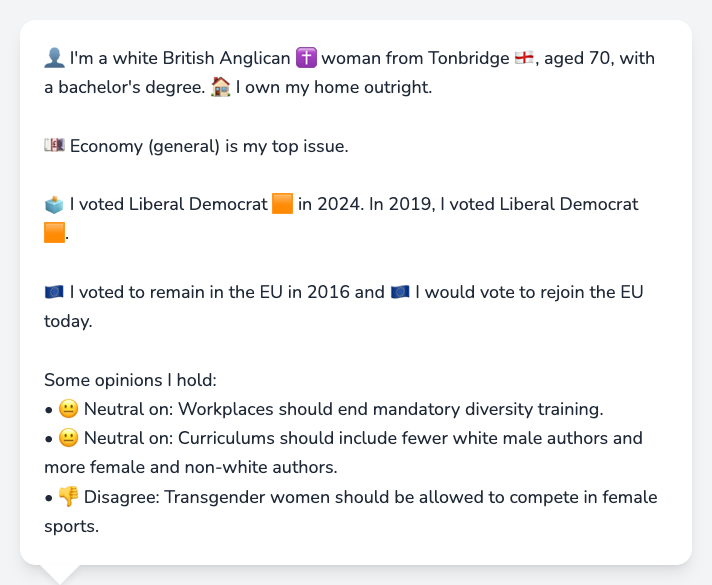 👤 I'm a white British Anglican ✝️ woman from Tonbridge 🏴󠁧󠁢󠁥󠁮󠁧󠁿, aged 70, with
a bachelor's degree. 🏠 I own my home outright.
💷 Economy (general) is my top issue.
🗳️ I voted Liberal Democrat 🟧 in 2024. In 2019, I voted Liberal Democrat
🟧.
🇪🇺 I voted to remain in the EU in 2016 and 🇪🇺 I would vote to rejoin the EU
today.
Some opinions I hold:
• 😐 Neutral on: Workplaces should end mandatory diversity training.
• 😐 Neutral on: Curriculums should include fewer white male authors and
more female and non-white authors.
• 👎 Disagree: Transgender women should be allowed to compete in female
sports.